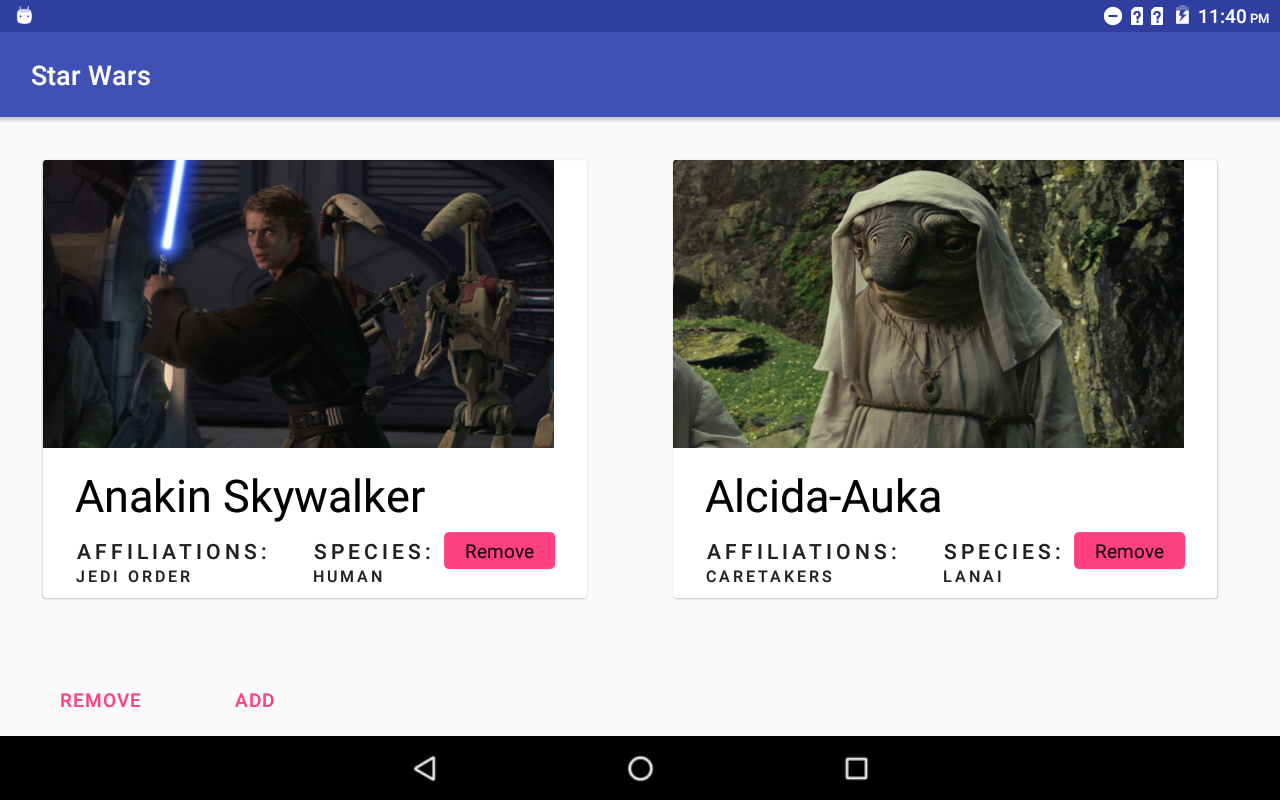 11:40 PM
Star Wars
Anakin Skywalker
AFFILIATIONS: SPECIES: Remove
JEDI ORDER HUMAN
Alcida-Auka
AFFILIATIONS: SPECIES: Remove
CARETAKERS LANAI
REMOVE ADD